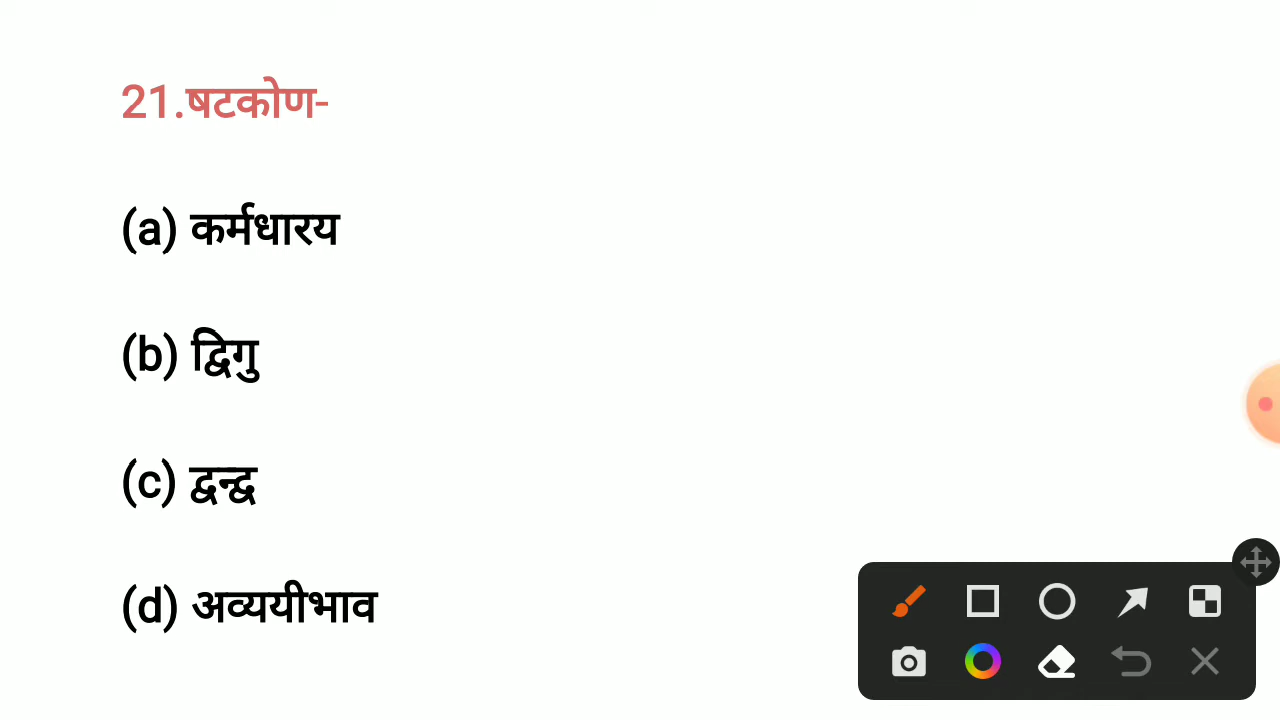 21.षटकोण-
(a) कर्मधारय
(b) द्विगु
(c) द्वन्द्व
(d) अव्ययीभाव